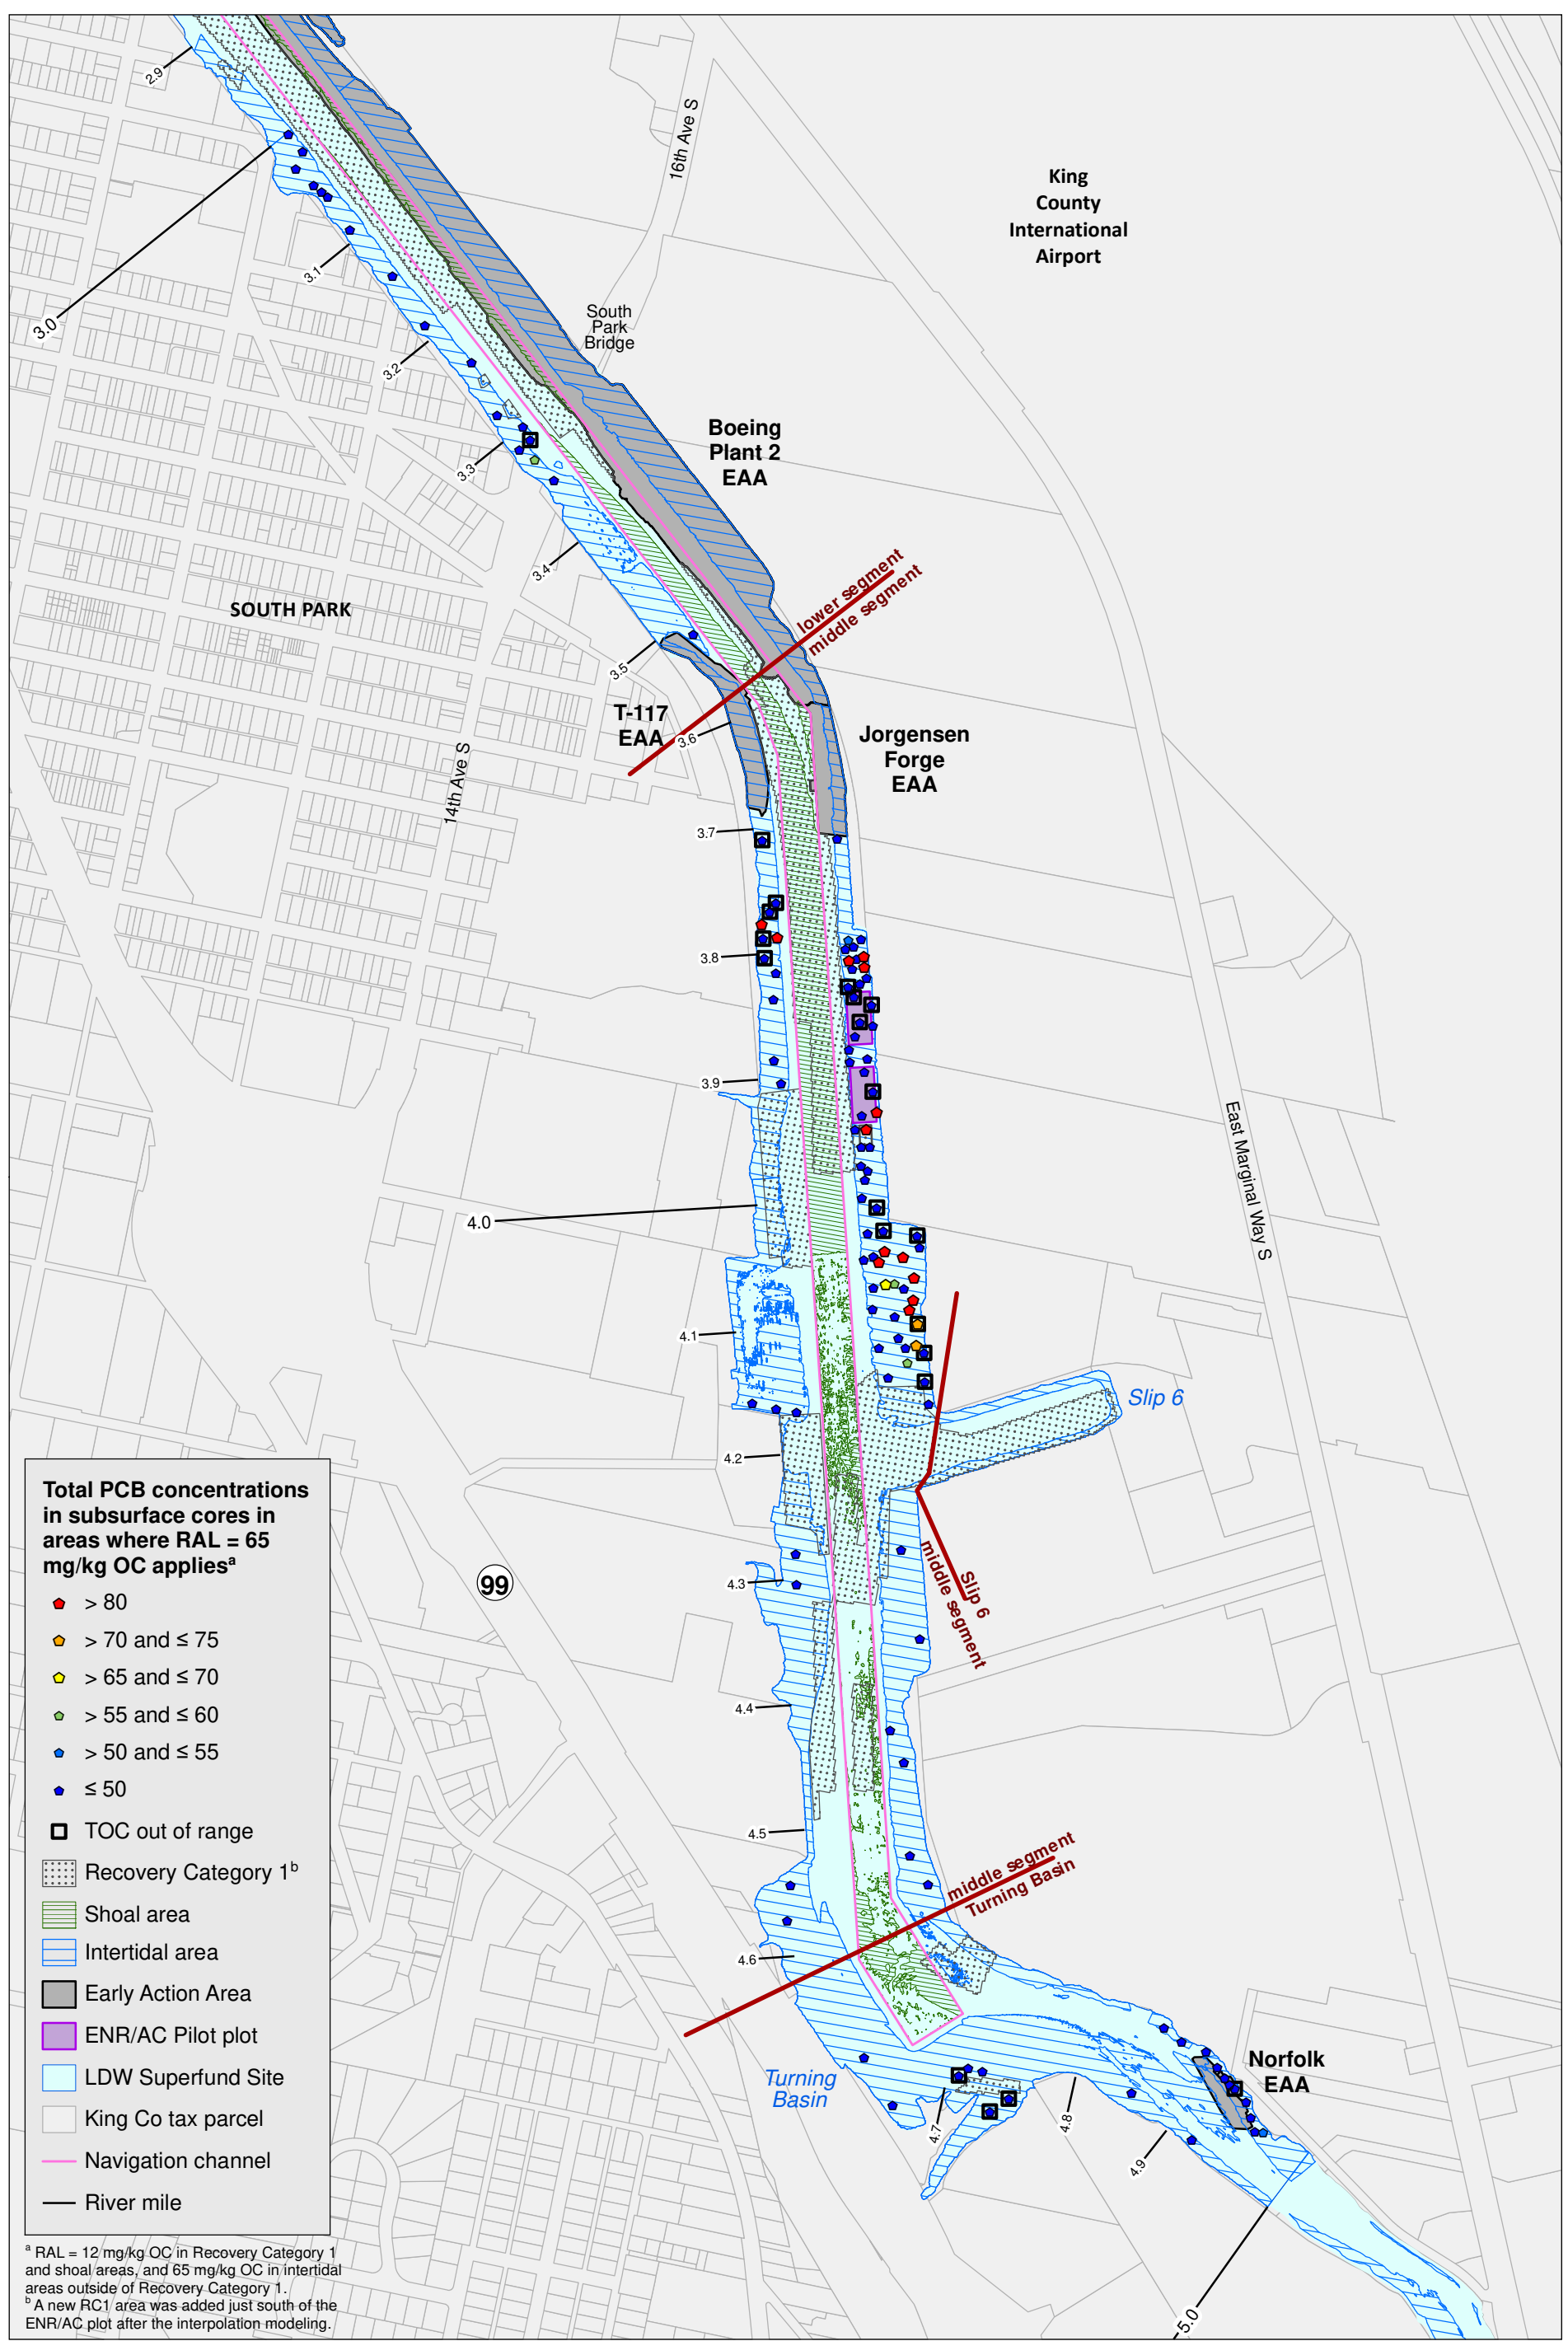 2.9
16th Ave S
King
County
International
Airport
3.1
3.0
South
Park
Bridge
3.2
Boeing
Plant 2
EAA
3.3
3.4
lower segment
middle segment
SOUTH PARK
3.5
T-117
EAA
3.6
Jorgensen
Forge
EAA
14th Ave S
3.7
3.8
3.9
East Marginal Way S
4.0
4.1
Slip 6
4.2
4.3
Slip 6
middle segment
99
4.4
4.5
middle segment
Turning Basin
4.6
Turning
Basin
Norfolk
EAA
4.7
4.8
4.9
5.0
Total PCB concentrations
in subsurface cores in
areas where RAL = 65
mg/kg OC appliesᵃ
> 80
> 70 and ≤ 75
> 65 and ≤ 70
> 55 and ≤ 60
> 50 and ≤ 55
≤ 50
TOC out of range
Recovery Category 1ᵇ
Shoal area
Intertidal area
Early Action Area
ENR/AC Pilot plot
LDW Superfund Site
King Co tax parcel
Navigation channel
River mile
ᵃ RAL = 12 mg/kg OC in Recovery Category 1
and shoal areas, and 65 mg/kg OC in intertidal
areas outside of Recovery Category 1.
ᵇ A new RC1 area was added just south of the
ENR/AC plot after the interpolation modeling.